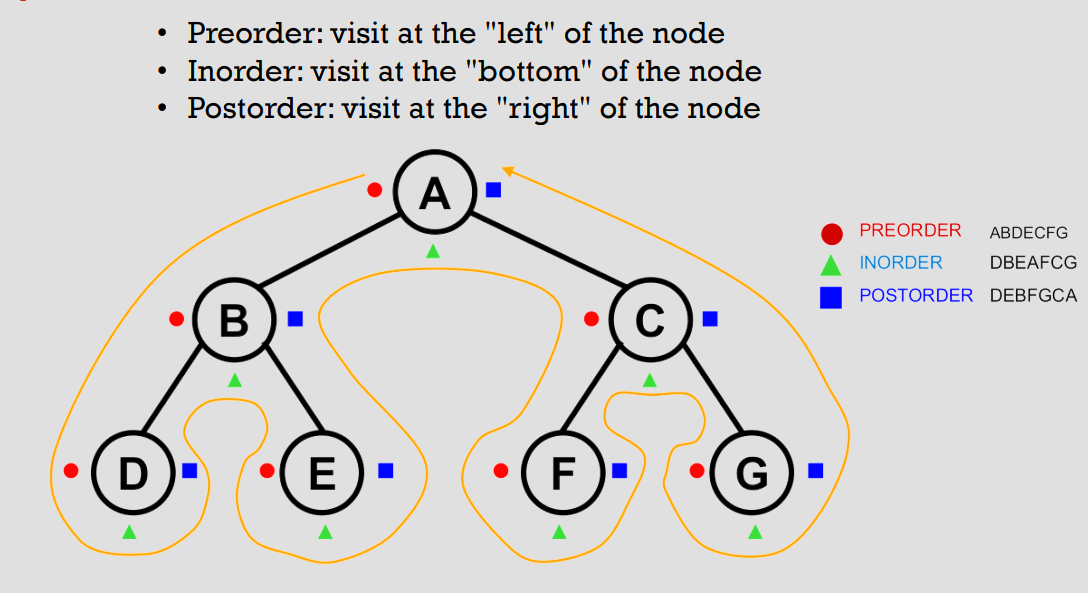 • Preorder: visit at the "left" of the node
• Inorder: visit at the "bottom" of the node
• Postorder: visit at the "right" of the node
A
PREORDER ABDECFG
INORDER DBEAFCG
POSTORDER DEBFGCA
B C
D E F G